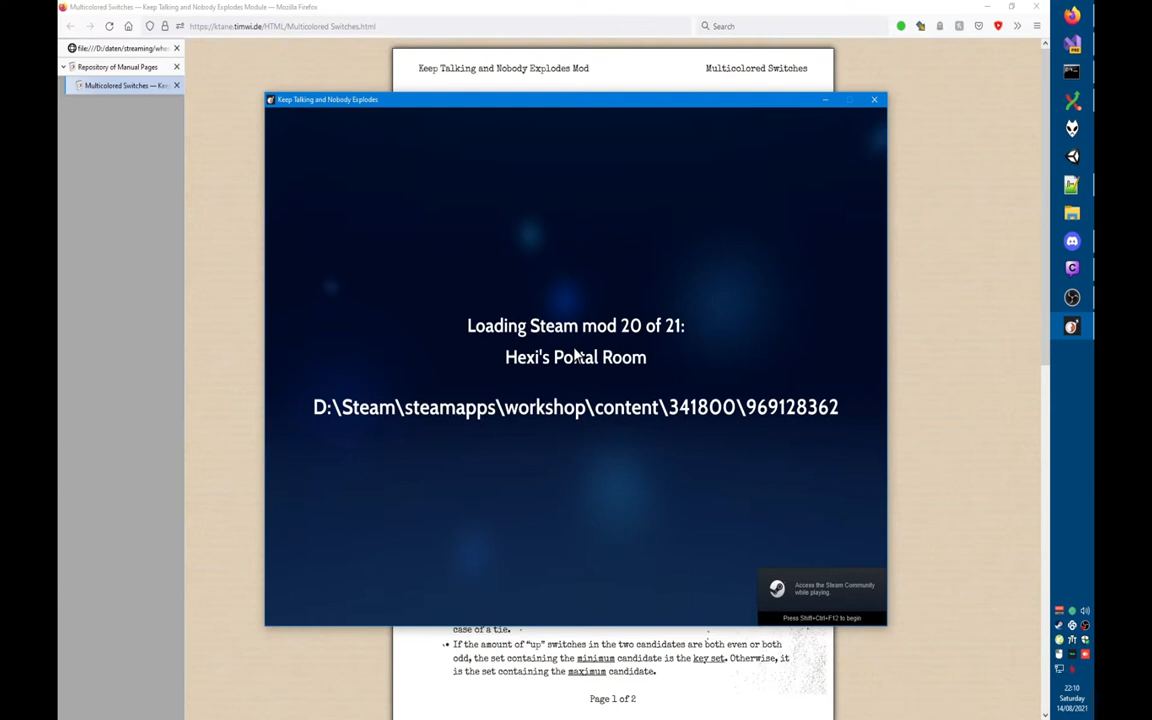 Multicolored Switches — Keep Talking and Nobody Explodes Module — Mozilla Firefox
https://ktane.timwi.de/HTML/Multicolored Switches.html
Search
file:///D:/daten/streaming/whe
Repository of Manual Pages
Multicolored Switches — Kee
Keep Talking and Nobody Explodes Mod
Multicolored Switches
Keep Talking and Nobody Explodes
Loading Steam mod 20 of 21:
Hexi's Portal Room
D:\Steam\steamapps\workshop\content\341800\969128362
Access the Steam Community
while playing.
Press Shift+Ctrl+F12 to begin
case of a tie.
• If the amount of “up” switches in the two candidates are both even or both
odd, the set containing the minimum candidate is the key set. Otherwise, it
is the set containing the maximum candidate.
Page 1 of 2
22:10
Saturday
14/08/2021